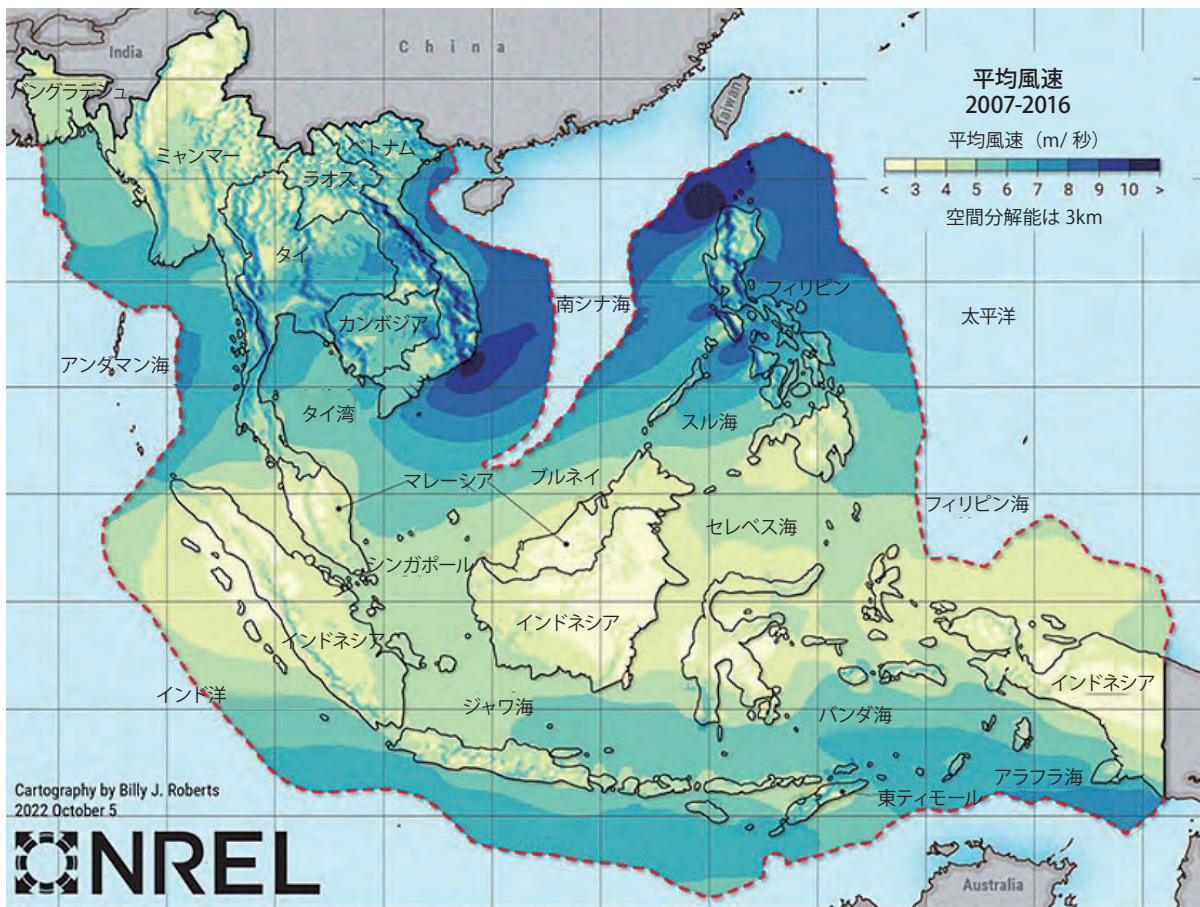 India
China
Taiwan
平均風速
2007-2016
平均風速（m/ 秒）
< 3 4 5 6 7 8 9 10 >
空間分解能は 3km
バングラデシュ
ミャンマー
ベトナム
ラオス
タイ
カンボジア
南シナ海
フィリピン
太平洋
アンダマン海
タイ湾
スル海
マレーシア
ブルネイ
フィリピン海
セレベス海
シンガポール
インドネシア
インドネシア
インドネシア
インド洋
ジャワ海
バンダ海
アラフラ海
東ティモール
Cartography by Billy J. Roberts
2022 October 5
NREL
Australia